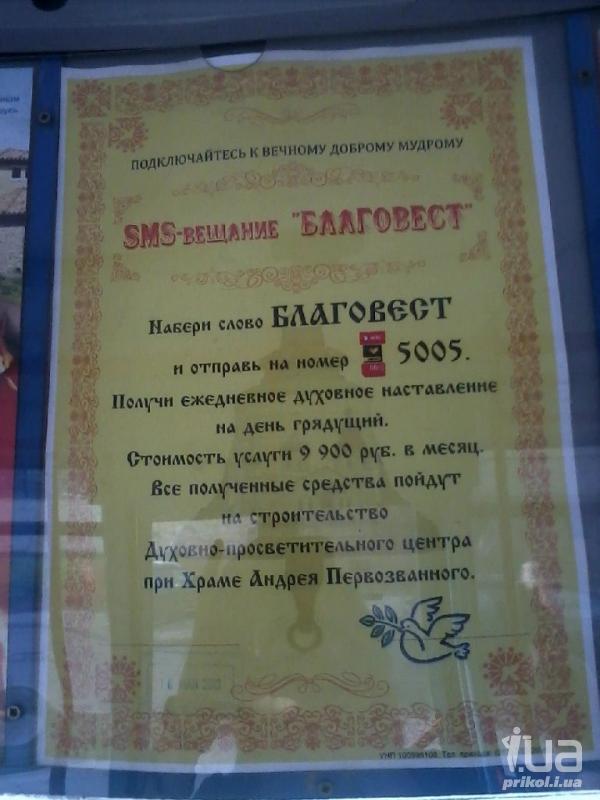 ПОДКЛЮЧАЙТЕСЬ К ВЕЧНОМУ ДОБРОМУ МУДРОМУ
SMS-ВЕЩАНИЕ "БЛАГОВЕСТ"
Набери слово БЛАГОВЕСТ
и отправь на номер 5005.
Получи ежедневное духовное наставление
на день грядущий.
Стоимость услуги 9 900 руб. в месяц.
Все полученные средства пойдут
на строительство
Духовно-просветительного центра
при Храме Андрея Первозванного.
УНП
i.ua
prikol.i.ua